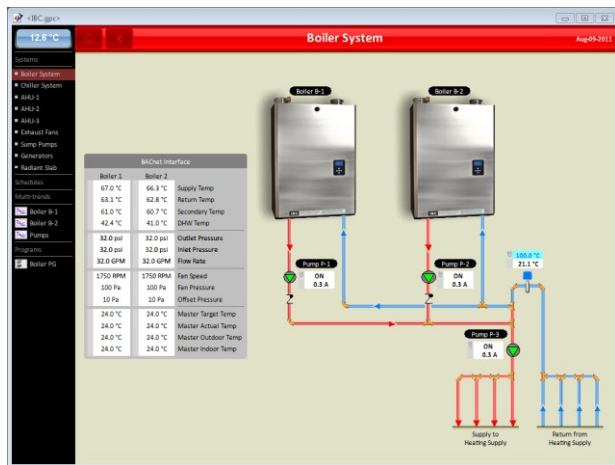 <IBC.gpc>
12.6 °C
Boiler System
Aug-09-2011
Systems
Boiler System
Chiller System
AHU-1
AHU-2
AHU-3
Exhaust Fans
Sump Pumps
Generators
Radiant Slab
Schedules
Multi-trends
Boiler B-1
Boiler B-2
Pumps
Programs
Boiler PG
BACnet Interface
Boiler 1 Boiler 2
67.0 °C 66.3 °C Supply Temp
63.1 °C 62.8 °C Return Temp
61.0 °C 60.7 °C Secondary Temp
42.4 °C 41.0 °C DHW Temp
32.0 psi 32.0 psi Outlet Pressure
32.0 psi 32.0 psi Inlet Pressure
32.0 GPM 32.0 GPM Flow Rate
1750 RPM 1750 RPM Fan Speed
100 Pa 100 Pa Fan Pressure
10 Pa 10 Pa Offset Pressure
24.0 °C 24.0 °C Master Target Temp
24.0 °C 24.0 °C Master Actual Temp
24.0 °C 24.0 °C Master Outdoor Temp
24.0 °C 24.0 °C Master Indoor Temp
Boiler B-1
Boiler B-2
IBC
IBC
Pump P-1
ON
0.3 A
Pump P-2
ON
0.3 A
100.0 °C
21.1 °C
Pump P-3
ON
0.3 A
Supply to
Heating Supply
Return from
Heating Supply